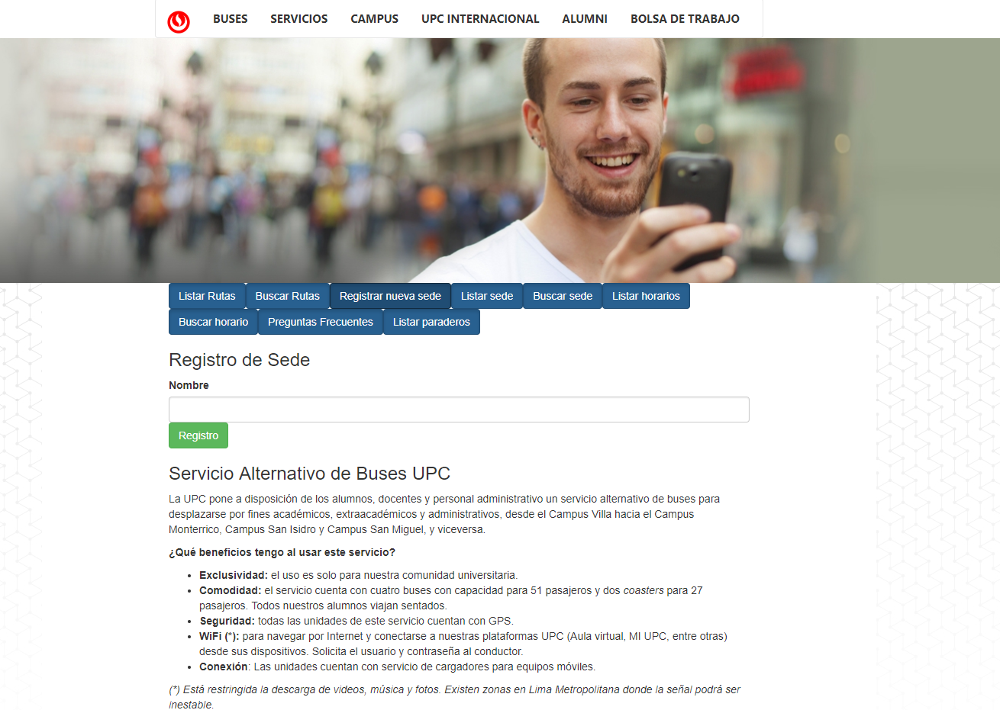 BUSES SERVICIOS CAMPUS UPC INTERNACIONAL ALUMNI BOLSA DE TRABAJO
Listar Rutas Buscar Rutas Registrar nueva sede Listar sede Buscar sede Listar horarios
Buscar horario Preguntas Frecuentes Listar paraderos
Registro de Sede
Nombre
Registro
Servicio Alternativo de Buses UPC
La UPC pone a disposición de los alumnos, docentes y personal administrativo un servicio alternativo de buses para
desplazarse por fines académicos, extraacadémicos y administrativos, desde el Campus Villa hacia el Campus
Monterrico, Campus San Isidro y Campus San Miguel, y viceversa.
¿Qué beneficios tengo al usar este servicio?
• Exclusividad: el uso es solo para nuestra comunidad universitaria.
• Comodidad: el servicio cuenta con cuatro buses con capacidad para 51 pasajeros y dos coasters para 27
pasajeros. Todos nuestros alumnos viajan sentados.
• Seguridad: todas las unidades de este servicio cuentan con GPS.
• WiFi (*): para navegar por Internet y conectarse a nuestras plataformas UPC (Aula virtual, MI UPC, entre otras)
desde sus dispositivos. Solicita el usuario y contraseña al conductor.
• Conexión: Las unidades cuentan con servicio de cargadores para equipos móviles.
(*) Está restringida la descarga de videos, música y fotos. Existen zonas en Lima Metropolitana donde la señal podrá ser
inestable.